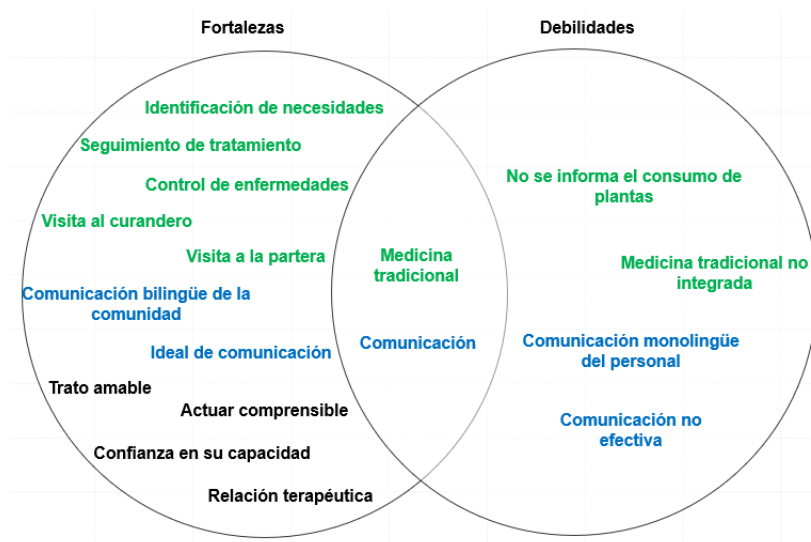 Fortalezas
Debilidades
Identificación de necesidades
Seguimiento de tratamiento
Control de enfermedades
Visita al curandero
Visita a la partera
Comunicación bilingüe de la
comunidad
Ideal de comunicación
Trato amable
Actuar comprensible
Confianza en su capacidad
Relación terapéutica
Medicina
tradicional
Comunicación
No se informa el consumo de
plantas
Medicina tradicional no
integrada
Comunicación monolingüe
del personal
Comunicación no
efectiva